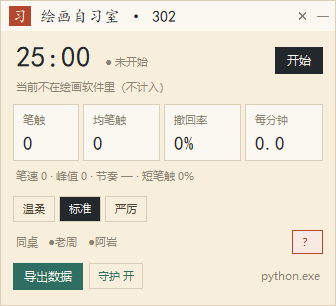 习 绘画自习室 · 302 × —
25:00 ● 未开始 开始
当前不在绘画软件里（不计入）
笔触 均笔触 撤回率 每分钟
0 0 0% 0.0
笔速 0 · 峰值 0 · 节奏 — · 短笔触 0%
温柔 标准 严厉
同桌 ●老周 ●阿岩 ?
导出数据 守护 开 python.exe